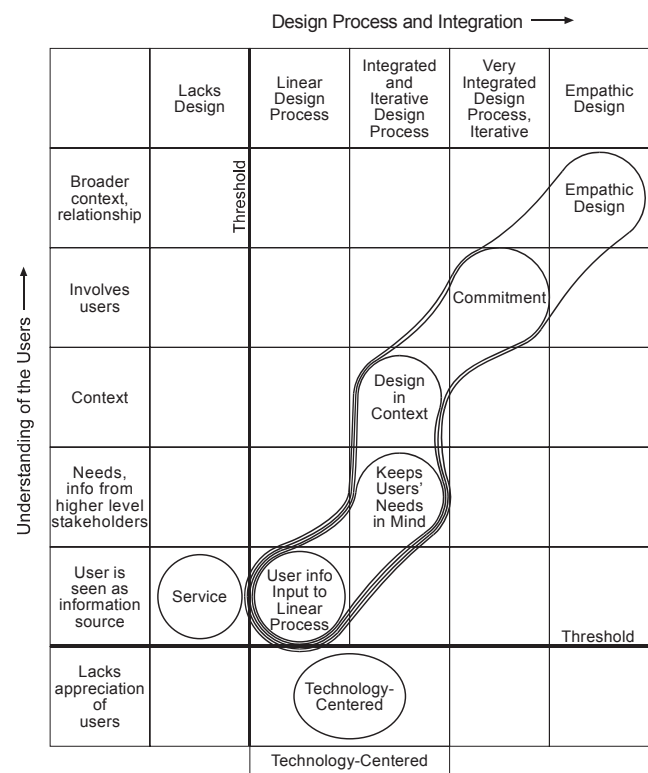 Design Process and Integration
Lacks
Design
Linear
Design
Process
Integrated
and
Iterative
Design
Process
Very
Integrated
Design
Process,
Iterative
Empathic
Design
Understanding of the Users
Broader
context,
relationship
Threshold
Empathic
Design
Involves
users
Commitment
Context
Design
in
Context
Needs,
info from
higher level
stakeholders
Keeps
Users'
Needs
in Mind
User is
seen as
information
source
Service
User info
Input to
Linear
Process
Threshold
Lacks
appreciation
of
users
Technology-
Centered
Technology-Centered